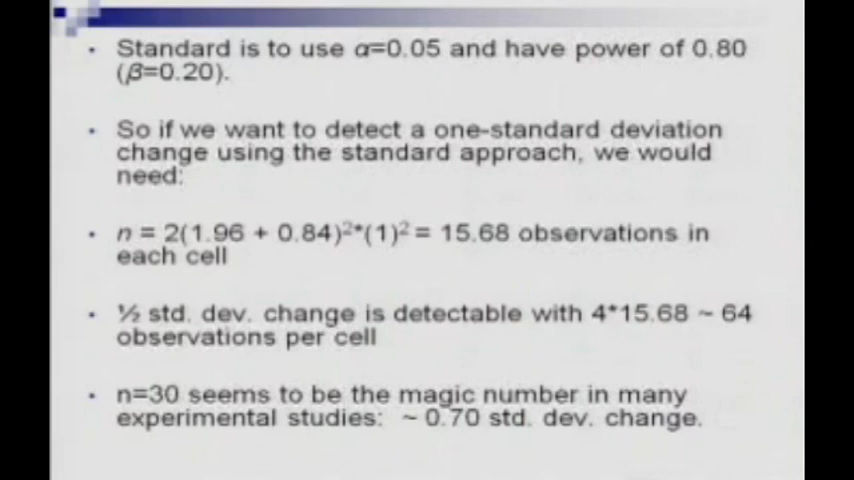 • Standard is to use α=0.05 and have power of 0.80
(β=0.20).
• So if we want to detect a one-standard deviation
change using the standard approach, we would
need:
• n = 2(1.96 + 0.84)²*(1)² = 15.68 observations in
each cell
• ½ std. dev. change is detectable with 4*15.68 ~ 64
observations per cell
• n=30 seems to be the magic number in many
experimental studies: ~ 0.70 std. dev. change.